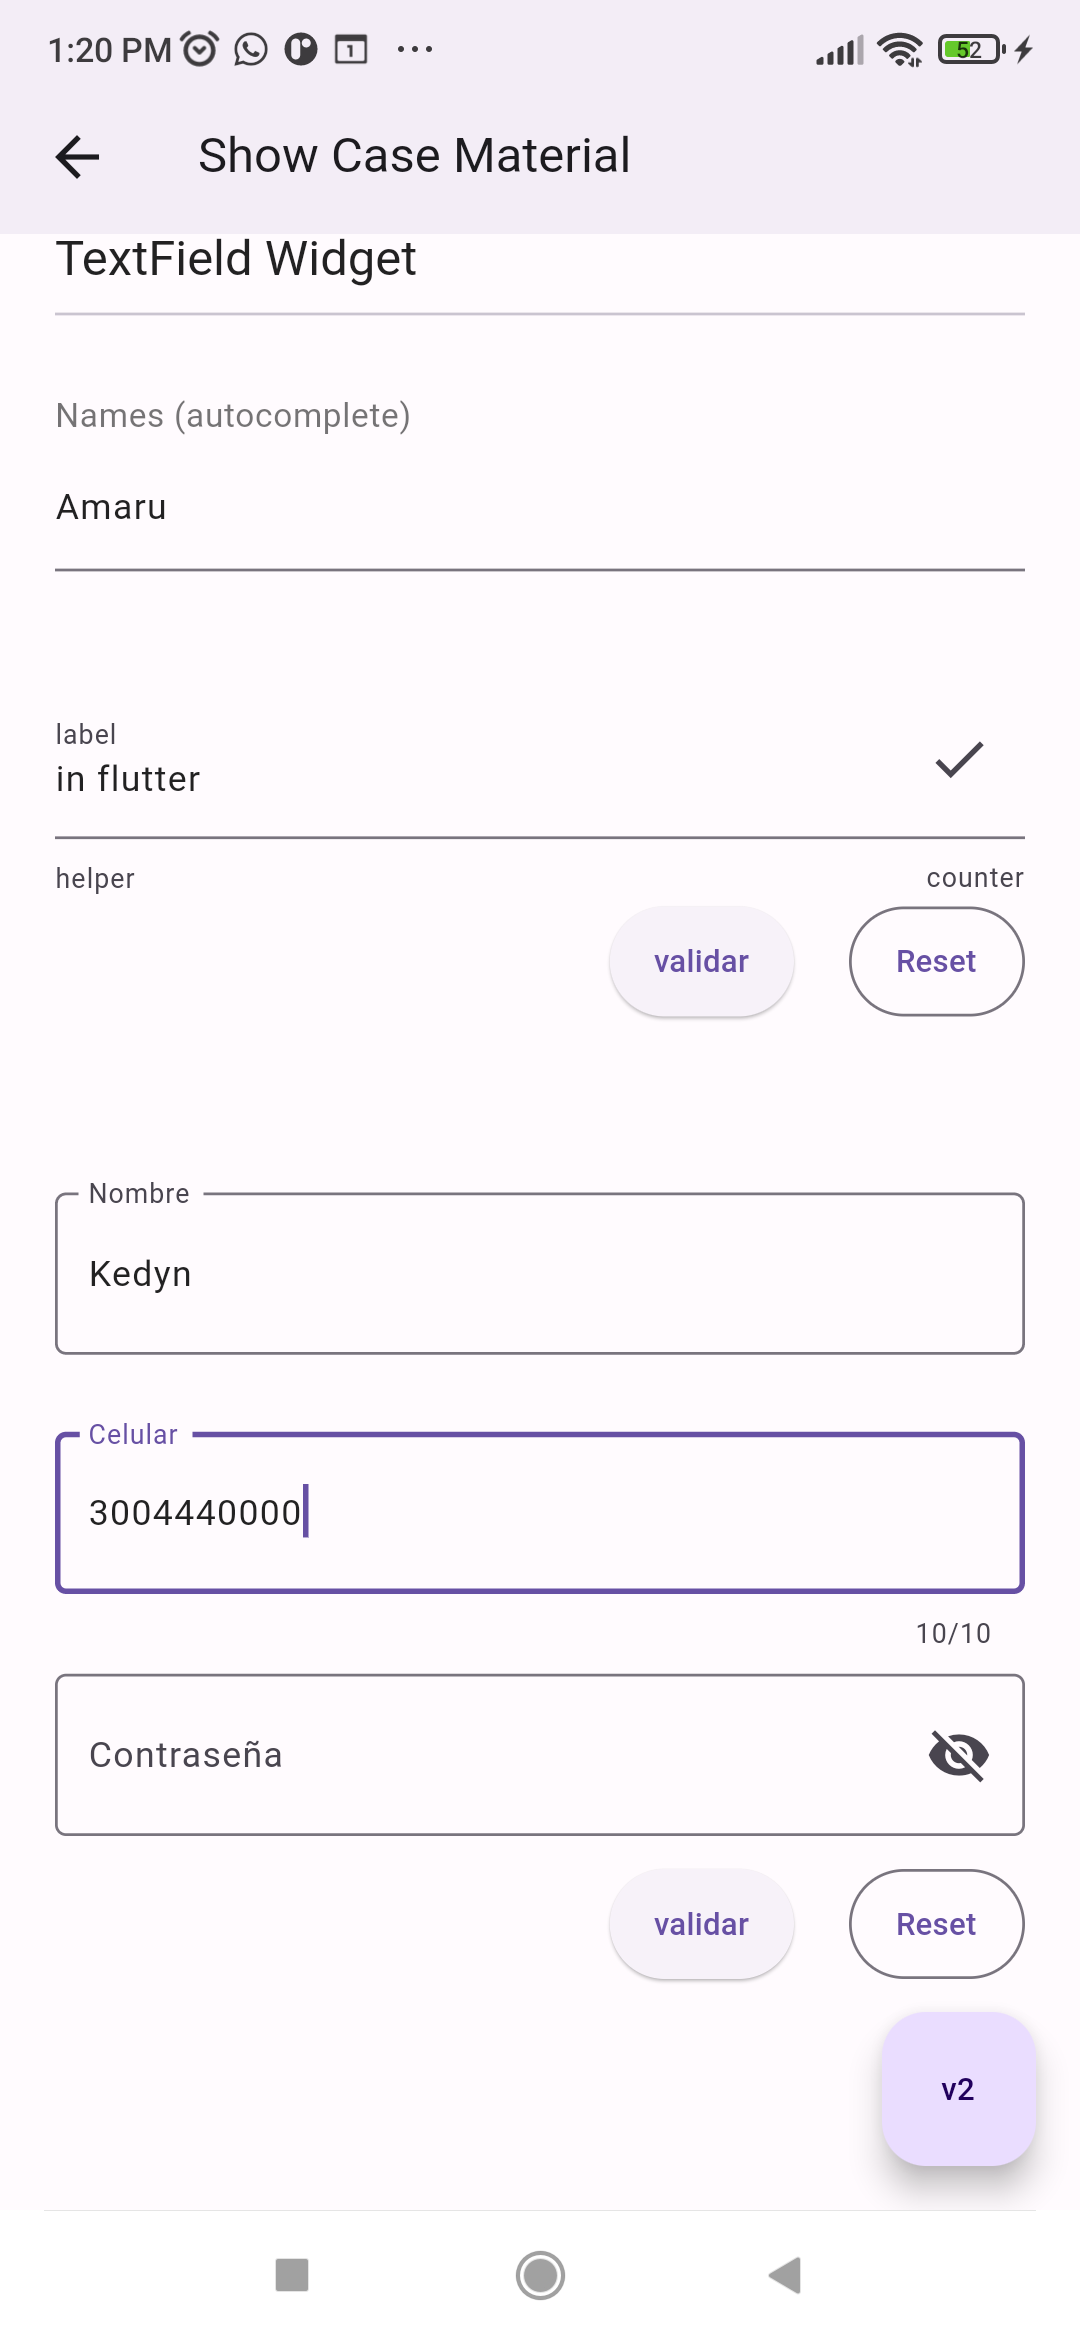 1:20 PM
1
52
Show Case Material
TextField Widget
Names (autocomplete)
Amaru
label
in flutter
helper
counter
validar
Reset
Nombre
Kedyn
Celular
3004440000
10/10
Contraseña
validar
Reset
v2